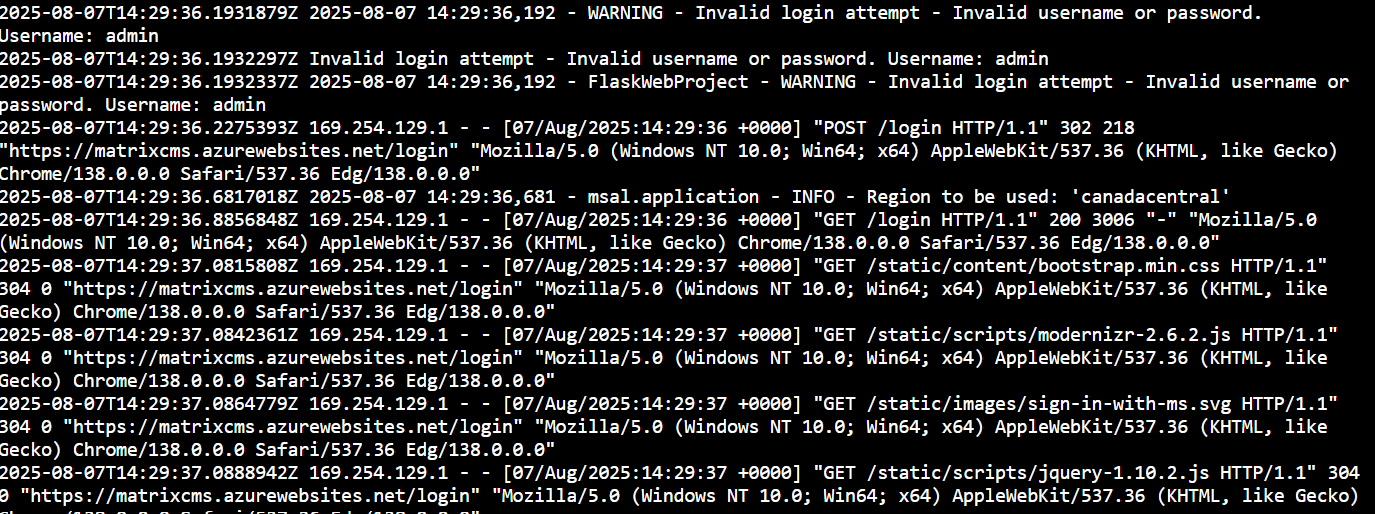 2025-08-07T14:29:36.1931879Z 2025-08-07 14:29:36,192 - WARNING - Invalid login attempt - Invalid username or password.
Username: admin
2025-08-07T14:29:36.1932297Z Invalid login attempt - Invalid username or password. Username: admin
2025-08-07T14:29:36.1932337Z 2025-08-07 14:29:36,192 - FlaskWebProject - WARNING - Invalid login attempt - Invalid username or
password. Username: admin
2025-08-07T14:29:36.2275393Z 169.254.129.1 - - [07/Aug/2025:14:29:36 +0000] "POST /login HTTP/1.1" 302 218
"https://matrixcms.azurewebsites.net/login" "Mozilla/5.0 (Windows NT 10.0; Win64; x64) AppleWebKit/537.36 (KHTML, like Gecko)
Chrome/138.0.0.0 Safari/537.36 Edg/138.0.0.0"
2025-08-07T14:29:36.6817018Z 2025-08-07 14:29:36,681 - msal.application - INFO - Region to be used: 'canadacentral'
2025-08-07T14:29:36.8856848Z 169.254.129.1 - - [07/Aug/2025:14:29:36 +0000] "GET /login HTTP/1.1" 200 3006 "-" "Mozilla/5.0
(Windows NT 10.0; Win64; x64) AppleWebKit/537.36 (KHTML, like Gecko) Chrome/138.0.0.0 Safari/537.36 Edg/138.0.0.0"
2025-08-07T14:29:37.0815808Z 169.254.129.1 - - [07/Aug/2025:14:29:37 +0000] "GET /static/content/bootstrap.min.css HTTP/1.1"
304 0 "https://matrixcms.azurewebsites.net/login" "Mozilla/5.0 (Windows NT 10.0; Win64; x64) AppleWebKit/537.36 (KHTML, like
Gecko) Chrome/138.0.0.0 Safari/537.36 Edg/138.0.0.0"
2025-08-07T14:29:37.0842361Z 169.254.129.1 - - [07/Aug/2025:14:29:37 +0000] "GET /static/scripts/modernizr-2.6.2.js HTTP/1.1"
304 0 "https://matrixcms.azurewebsites.net/login" "Mozilla/5.0 (Windows NT 10.0; Win64; x64) AppleWebKit/537.36 (KHTML, like
Gecko) Chrome/138.0.0.0 Safari/537.36 Edg/138.0.0.0"
2025-08-07T14:29:37.0864779Z 169.254.129.1 - - [07/Aug/2025:14:29:37 +0000] "GET /static/images/sign-in-with-ms.svg HTTP/1.1"
304 0 "https://matrixcms.azurewebsites.net/login" "Mozilla/5.0 (Windows NT 10.0; Win64; x64) AppleWebKit/537.36 (KHTML, like
Gecko) Chrome/138.0.0.0 Safari/537.36 Edg/138.0.0.0"
2025-08-07T14:29:37.0888942Z 169.254.129.1 - - [07/Aug/2025:14:29:37 +0000] "GET /static/scripts/jquery-1.10.2.js HTTP/1.1" 304
0 "https://matrixcms.azurewebsites.net/login" "Mozilla/5.0 (Windows NT 10.0; Win64; x64) AppleWebKit/537.36 (KHTML, like Gecko)